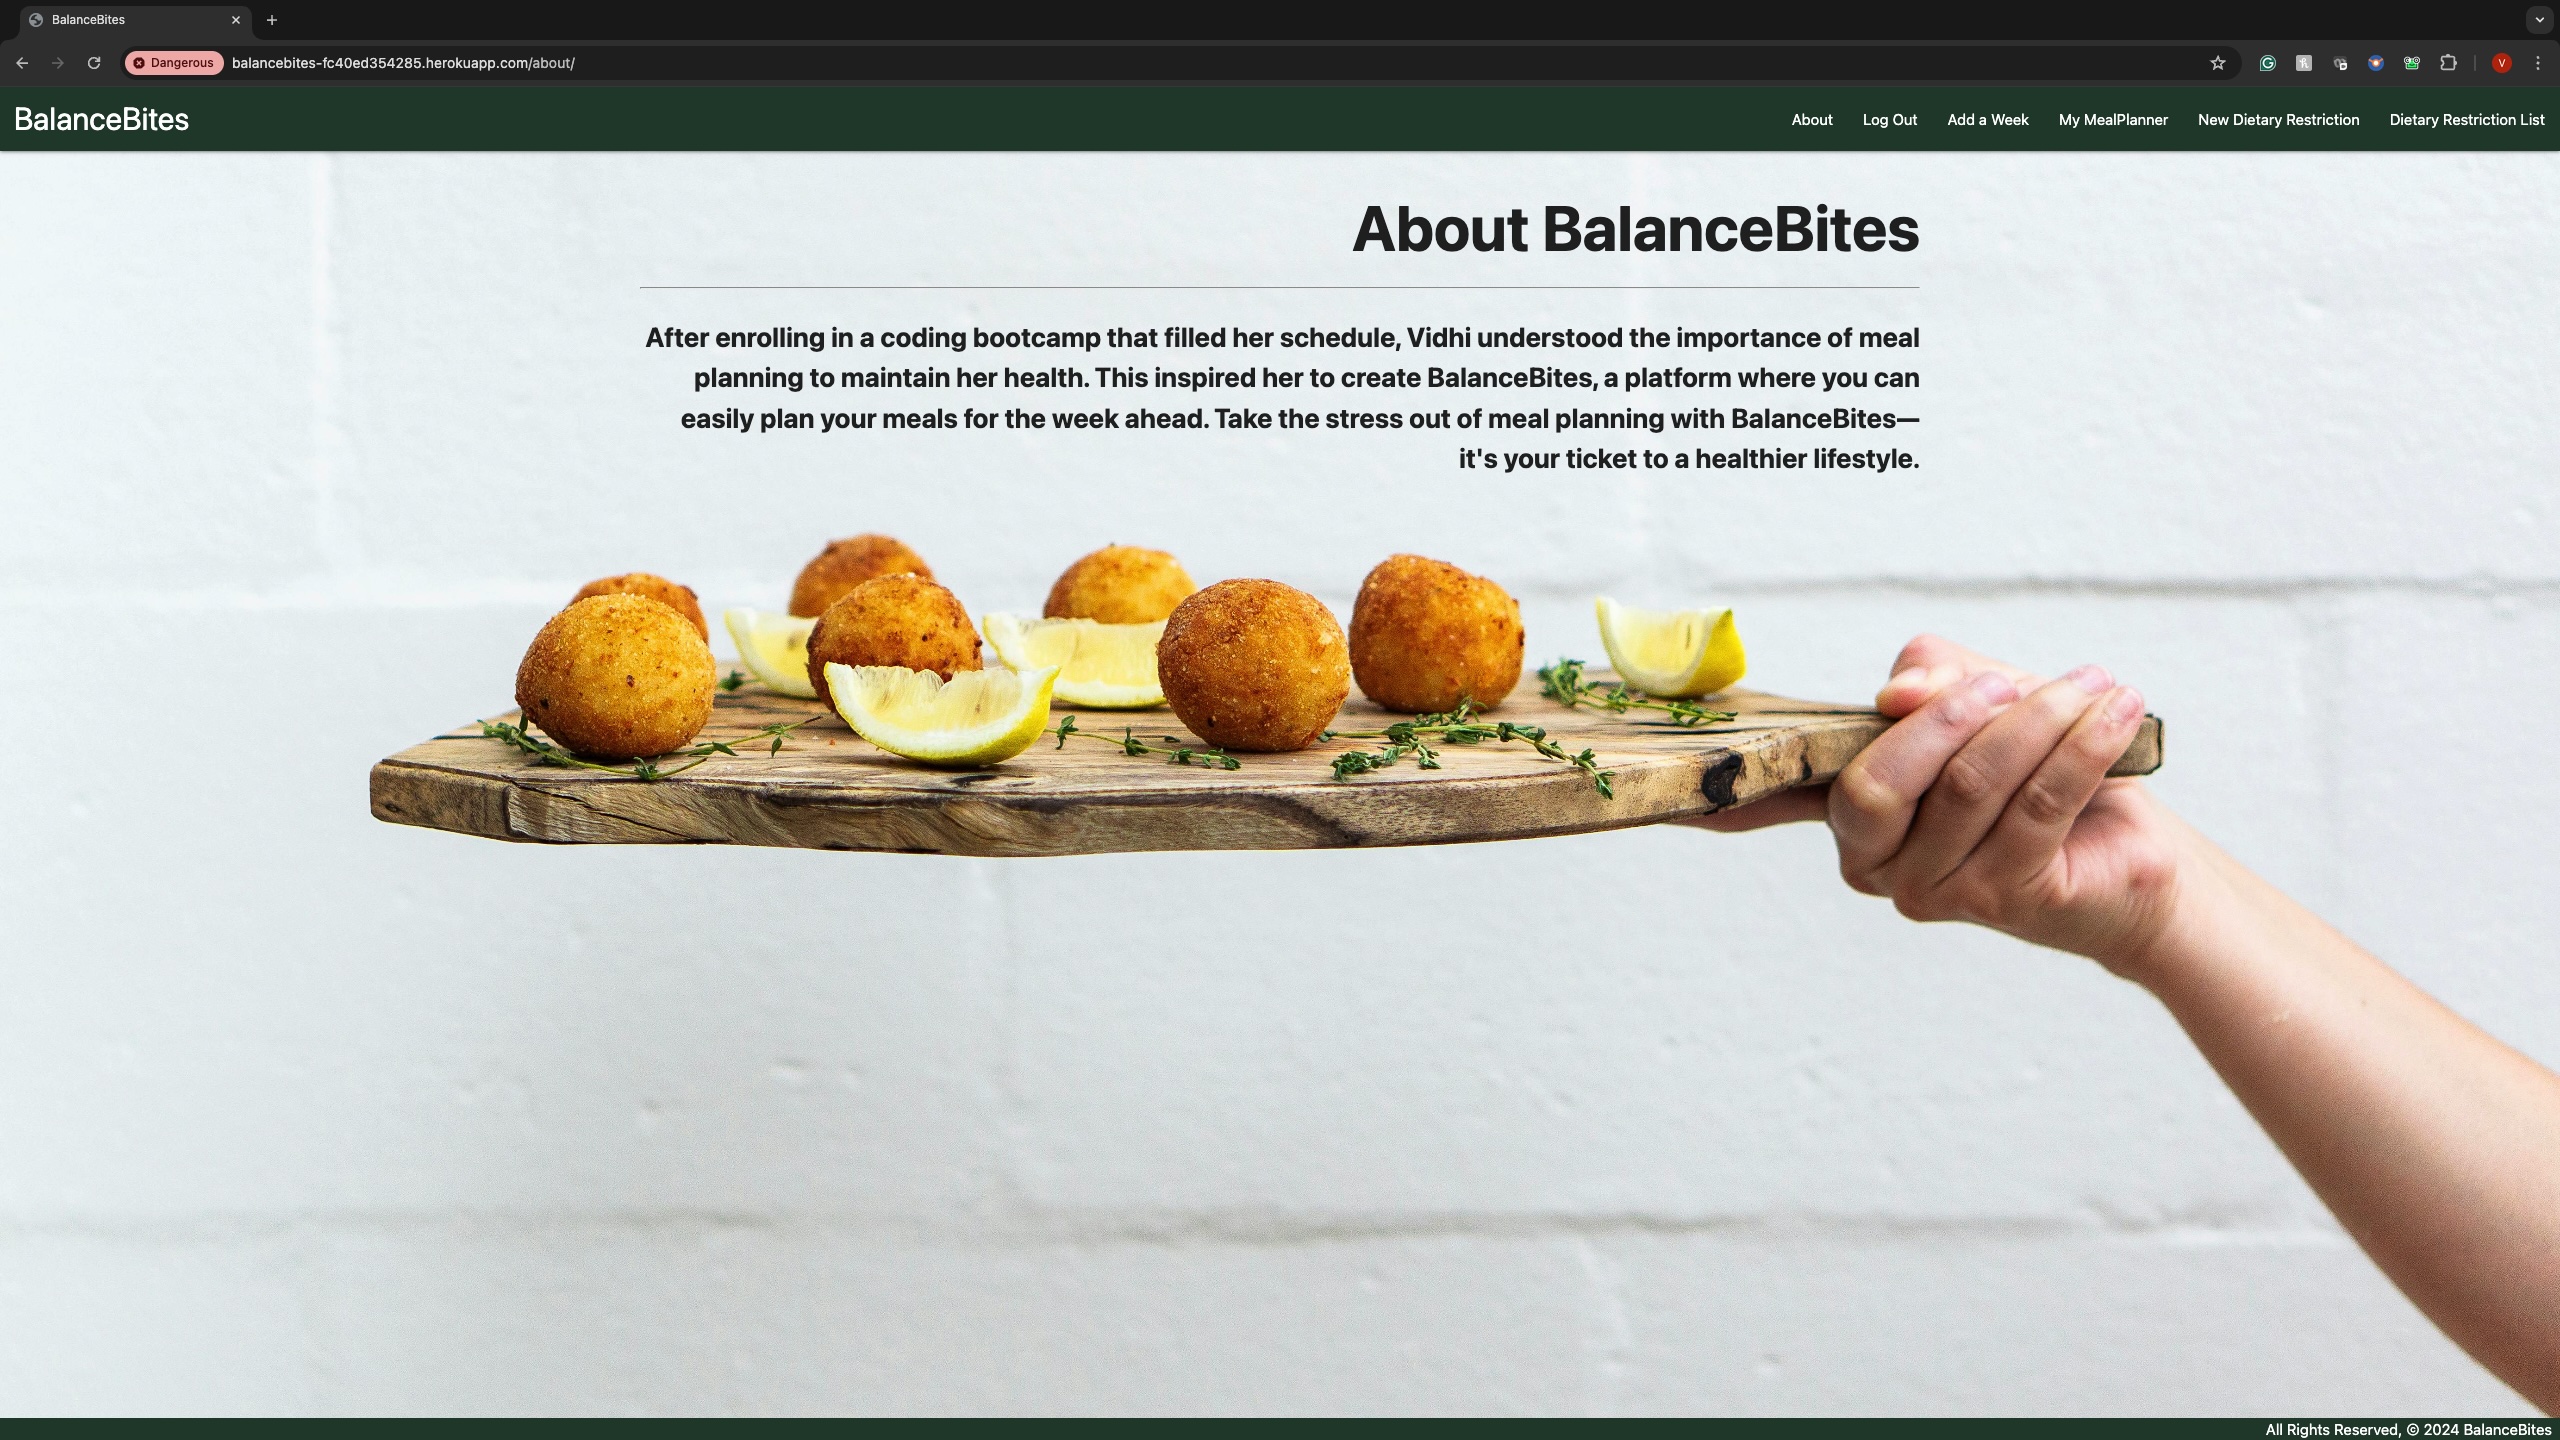 BalanceBites
Dangerous balancebites-fc40ed354285.herokuapp.com/about/
V
BalanceBites
About Log Out Add a Week My MealPlanner New Dietary Restriction Dietary Restriction List
About BalanceBites
After enrolling in a coding bootcamp that filled her schedule, Vidhi understood the importance of meal
planning to maintain her health. This inspired her to create BalanceBites, a platform where you can
easily plan your meals for the week ahead. Take the stress out of meal planning with BalanceBites—
it's your ticket to a healthier lifestyle.
All Rights Reserved, © 2024 BalanceBites